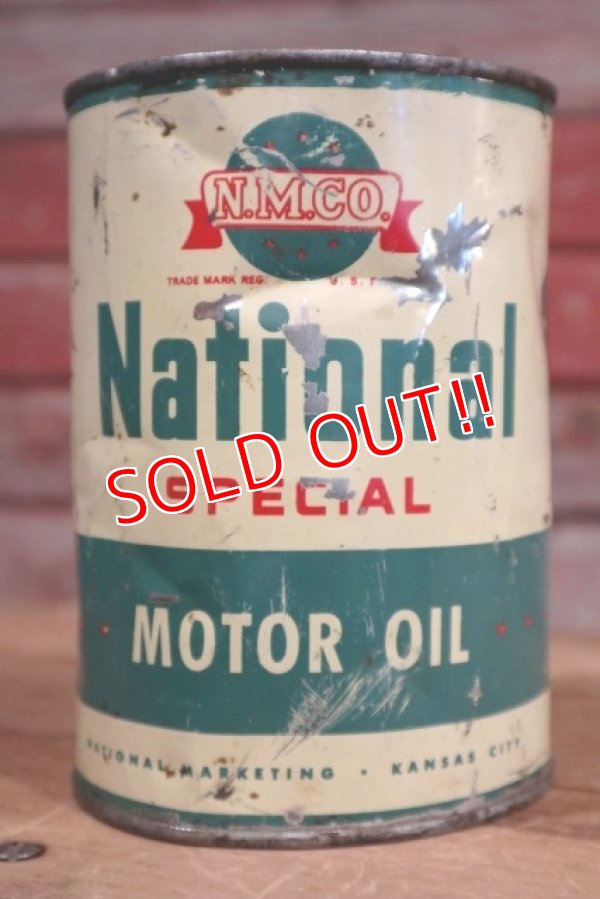 N.M.CO.
TRADE MARK REG. U.S.
National
SOLD OUT!!
SPECIAL
MOTOR OIL
NATIONAL MARKETING • KANSAS CITY